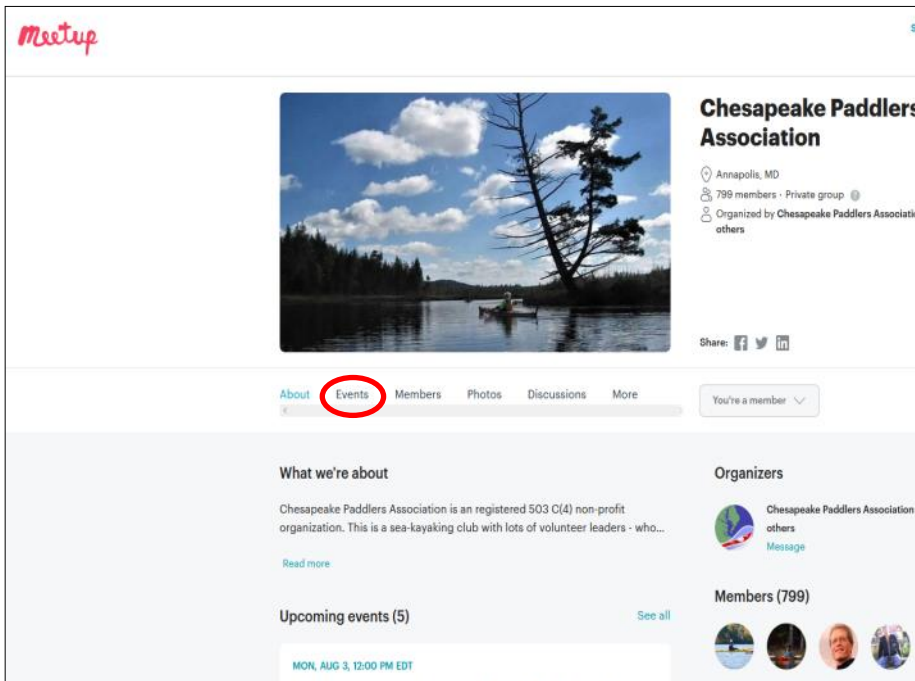 Meetup
Chesapeake Paddlers
Association
Annapolis, MD
799 members · Private group
Organized by Chesapeake Paddlers Associati
others
Share:
About Events Members Photos Discussions More
You're a member
What we're about
Chesapeake Paddlers Association is an registered 503 C(4) non-profit
organization. This is a sea-kayaking club with lots of volunteer leaders - who...
Read more
Upcoming events (5)
See all
MON, AUG 3, 12:00 PM EDT
Organizers
Chesapeake Paddlers Association
others
Message
Members (799)